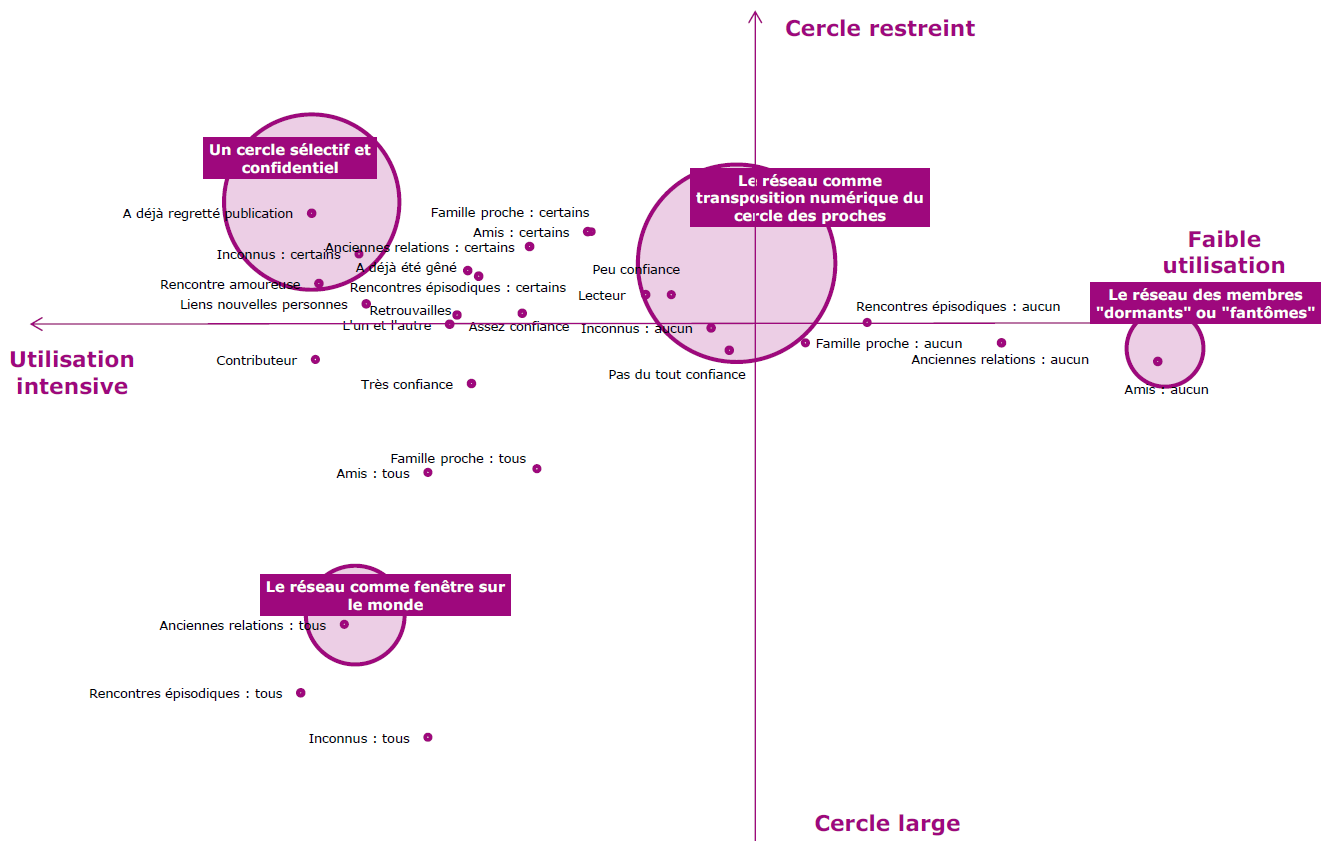 Cercle restreint
Un cercle sélectif et
confidentiel
Le réseau comme
transposition numérique du
cercle des proches
A déjà regretté publication
Famille proche : certains
Amis : certains
Anciennes relations : certains
Inconnus : certains
A déjà été gêné
Peu confiance
Faible
utilisation
Rencontre amoureuse
Rencontres épisodiques : certains
Lecteur
Le réseau des membres
"dormants" ou "fantômes"
Liens nouvelles personnes
Retrouvailles
Rencontres épisodiques : aucun
L'un et l'autre
Assez confiance
Inconnus : aucun
Famille proche : aucun
Utilisation
intensive
Contributeur
Anciennes relations : aucun
Pas du tout confiance
Très confiance
Amis : aucun
Famille proche : tous
Amis : tous
Le réseau comme fenêtre sur
le monde
Anciennes relations : tous
Rencontres épisodiques : tous
Inconnus : tous
Cercle large